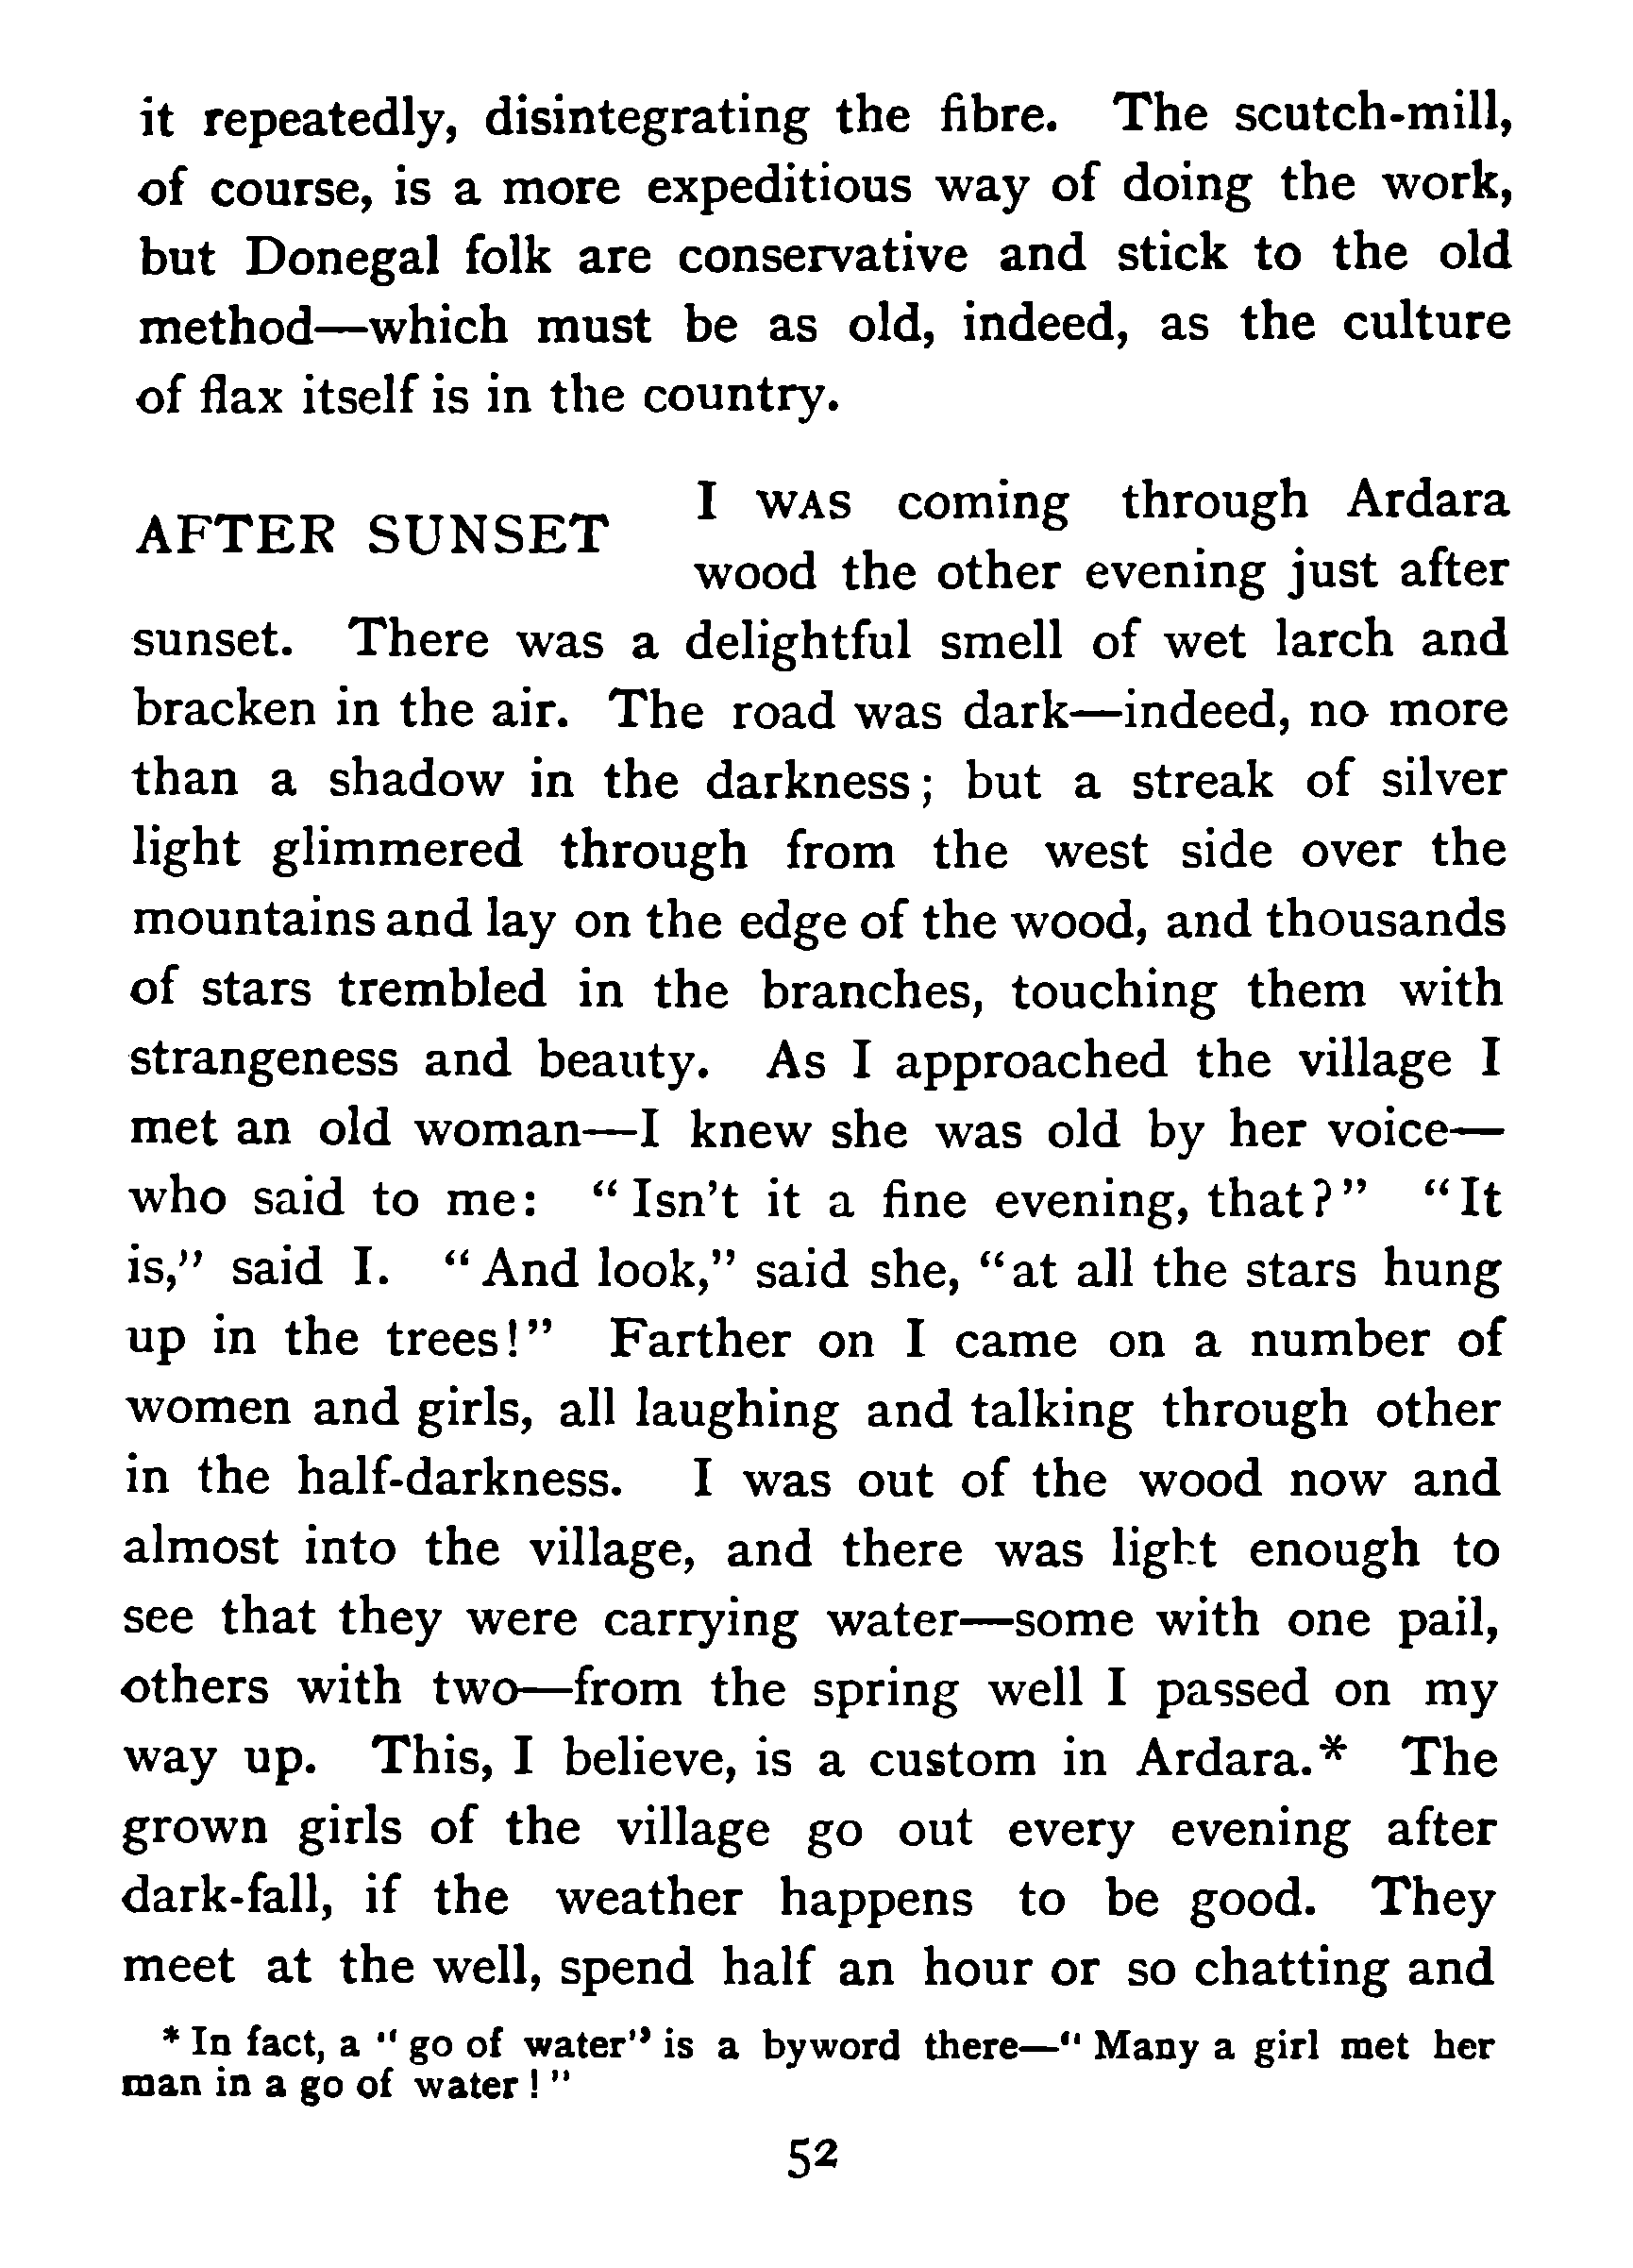 it repeatedly, disintegrating the fibre. The scutch-mill,
of course, is a more expeditious way of doing the work,
but Donegal folk are conservative and stick to the old
method—which must be as old, indeed, as the culture
of flax itself is in the country.
AFTER SUNSET
I WAS coming through Ardara
wood the other evening just after
sunset. There was a delightful smell of wet larch and
bracken in the air. The road was dark—indeed, no more
than a shadow in the darkness; but a streak of silver
light glimmered through from the west side over the
mountains and lay on the edge of the wood, and thousands
of stars trembled in the branches, touching them with
strangeness and beauty. As I approached the village I
met an old woman—I knew she was old by her voice—
who said to me: "Isn't it a fine evening, that?" "It
is," said I. "And look," said she, "at all the stars hung
up in the trees!" Farther on I came on a number of
women and girls, all laughing and talking through other
in the half-darkness. I was out of the wood now and
almost into the village, and there was light enough to
see that they were carrying water—some with one pail,
others with two—from the spring well I passed on my
way up. This, I believe, is a custom in Ardara.* The
grown girls of the village go out every evening after
dark-fall, if the weather happens to be good. They
meet at the well, spend half an hour or so chatting and
* In fact, a "go of water" is a byword there—"Many a girl met her
man in a go of water!"
52